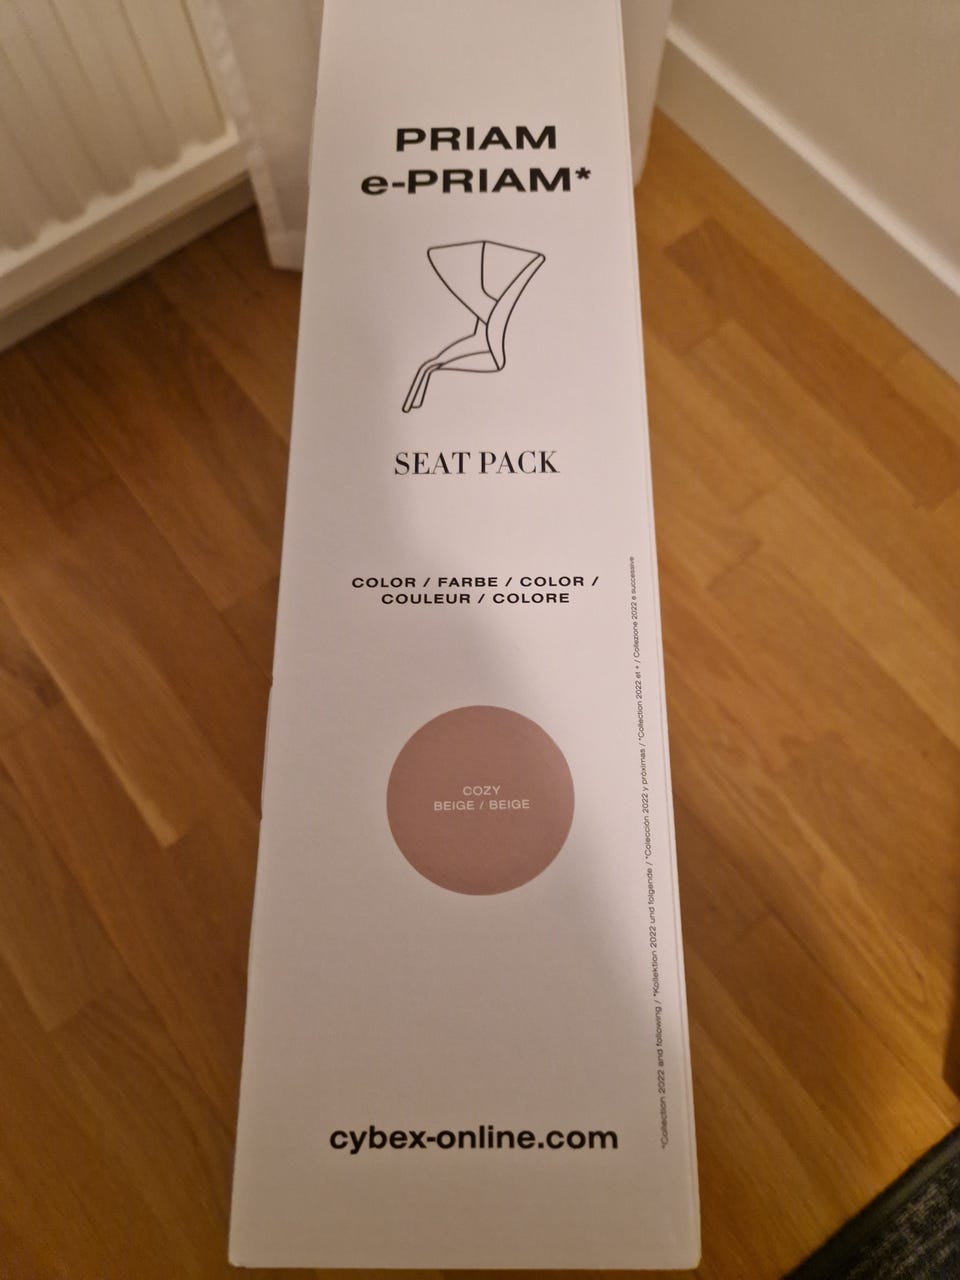 PRIAM
e-PRIAM*
SEAT PACK
COLOR / FARBE / COLOR /
COULEUR / COLORE
COZY
BEIGE / BEIGE
cybex-online.com
*Collection 2022 and following / *Kollektion 2022 und folgende / *Colección 2022 y próximas / *Collection 2022 et + / Collezione 2022 e successive